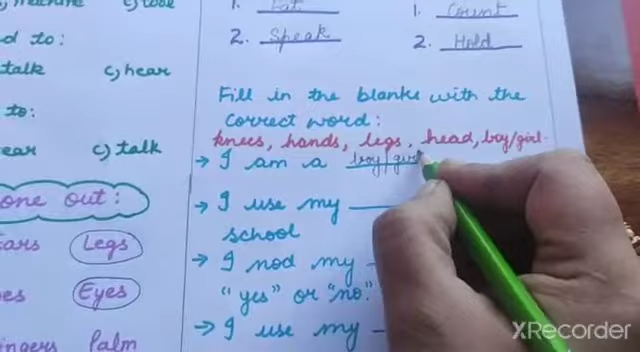 1. Eat
1. Count
2. Speak
2. Hold
d to:
talk c) hear
to:
ear c) talk
one out:
Legs
Eyes
ingers Palm
Fill in the blanks with the
correct word:
knees, hands, legs, head, boy/girl.
→ I am a boy/girl
→ I use my
school
→ I nod my
"yes" or "no."
→ I use my
XRecorder